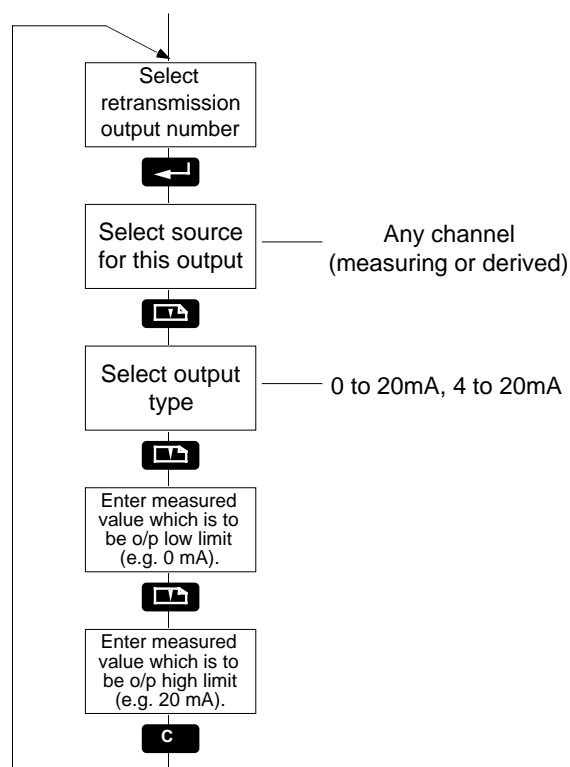 Select
retransmission
output number
Select source
for this output
Any channel
(measuring or derived)
Select output
type
0 to 20mA, 4 to 20mA
Enter measured
value which is to
be o/p low limit
(e.g. 0 mA).
Enter measured
value which is to
be o/p high limit
(e.g. 20 mA).
C